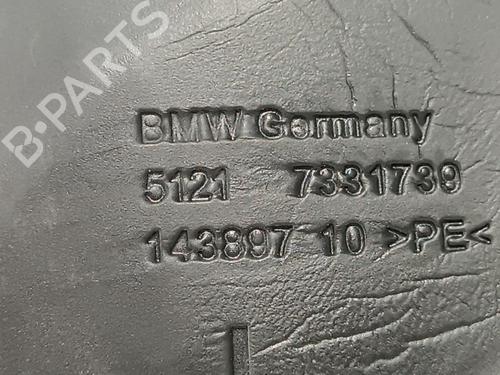 B-PARTS
BMW Germany
5121 7331739
143897 10 >PE<